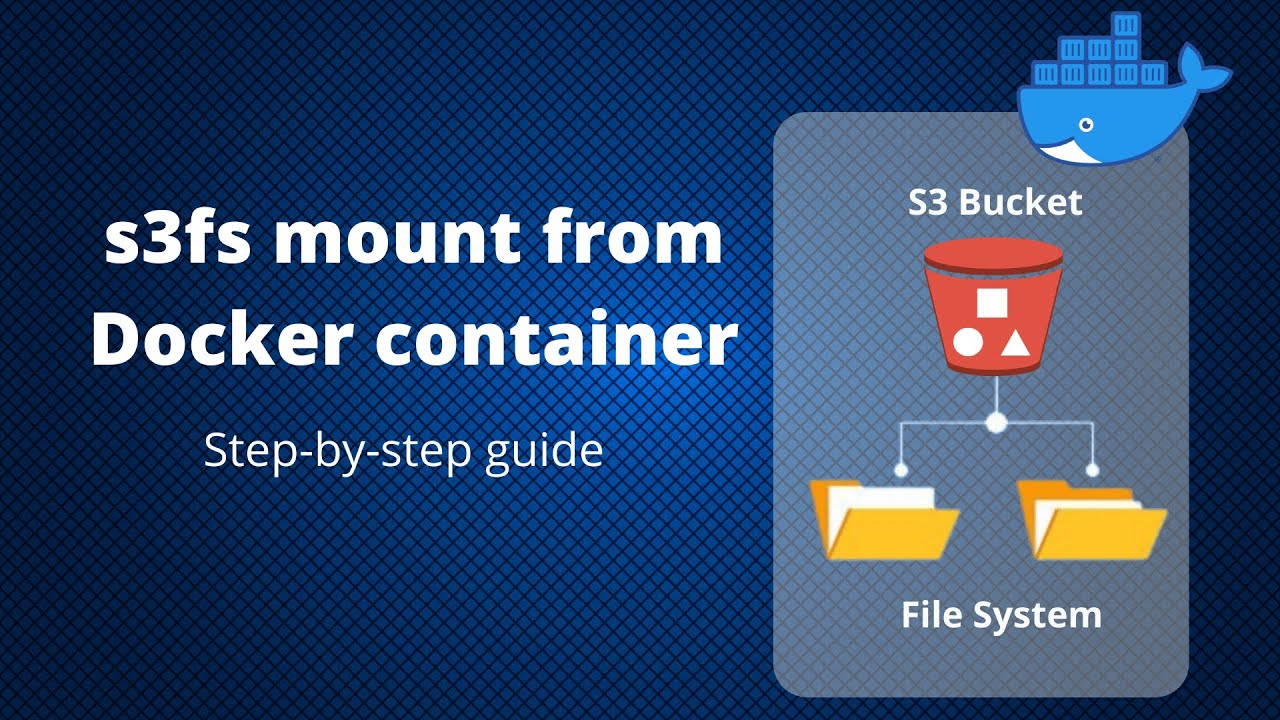 s3fs mount from
Docker container
Step-by-step guide
S3 Bucket
File System